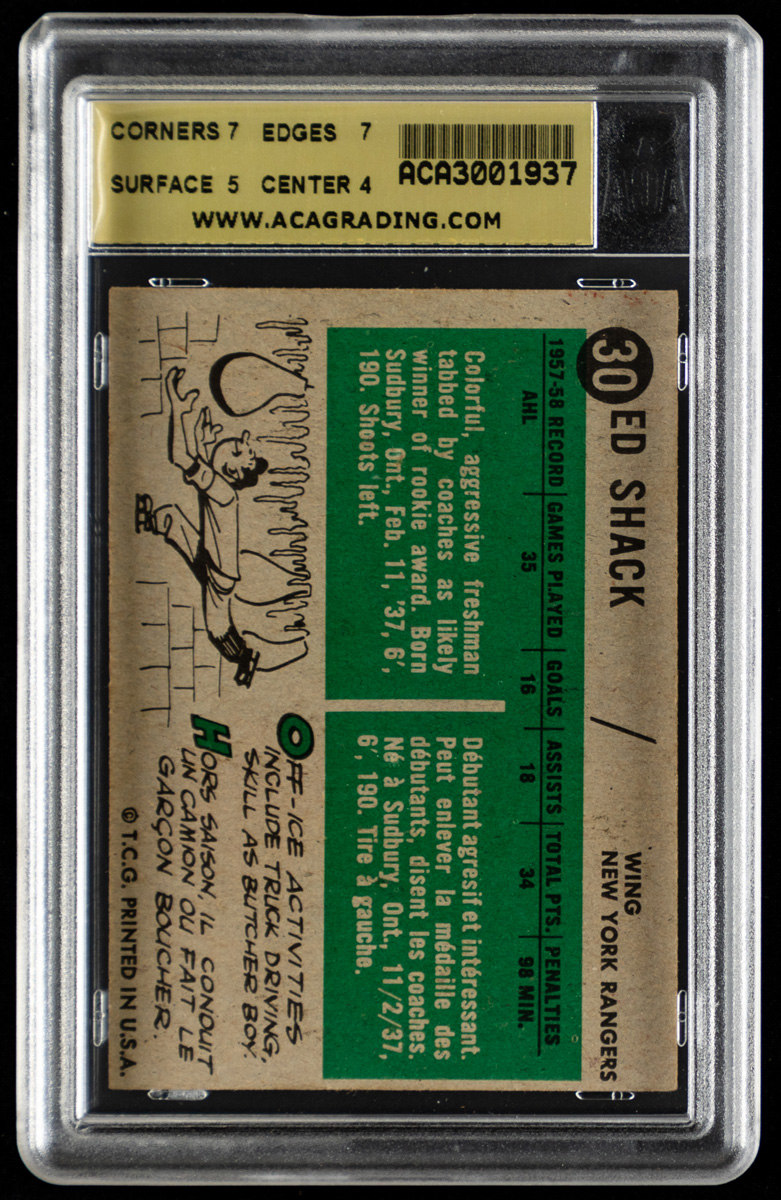 CORNERS 7 EDGES 7
SURFACE 5 CENTER 4
ACA3001937
WWW.ACAGRADING.COM
30 ED SHACK / WING
NEW YORK RANGERS
1957-58 RECORD GAMES PLAYED GOALS ASSISTS TOTAL PTS. PENALTIES
AHL 35 16 18 34 98 MIN.
Colorful, aggressive freshman
tabbed by coaches as likely
winner of rookie award. Born
Sudbury, Ont., Feb. 11, '37, 6',
190. Shoots left.
Débutant agresif et intéressant.
Peut enlever la médaille des
débutants, disent les coaches.
Né à Sudbury, Ont., 11/2/37,
6', 190. Tire à gauche.
OFF-ICE ACTIVITIES
INCLUDE TRUCK DRIVING,
SKILL AS BUTCHER BOY.
HORS SAISON, IL CONDUIT
UN CAMION OU FAIT LE
GARÇON BOUCHER.
© T.C.G. PRINTED IN U.S.A.